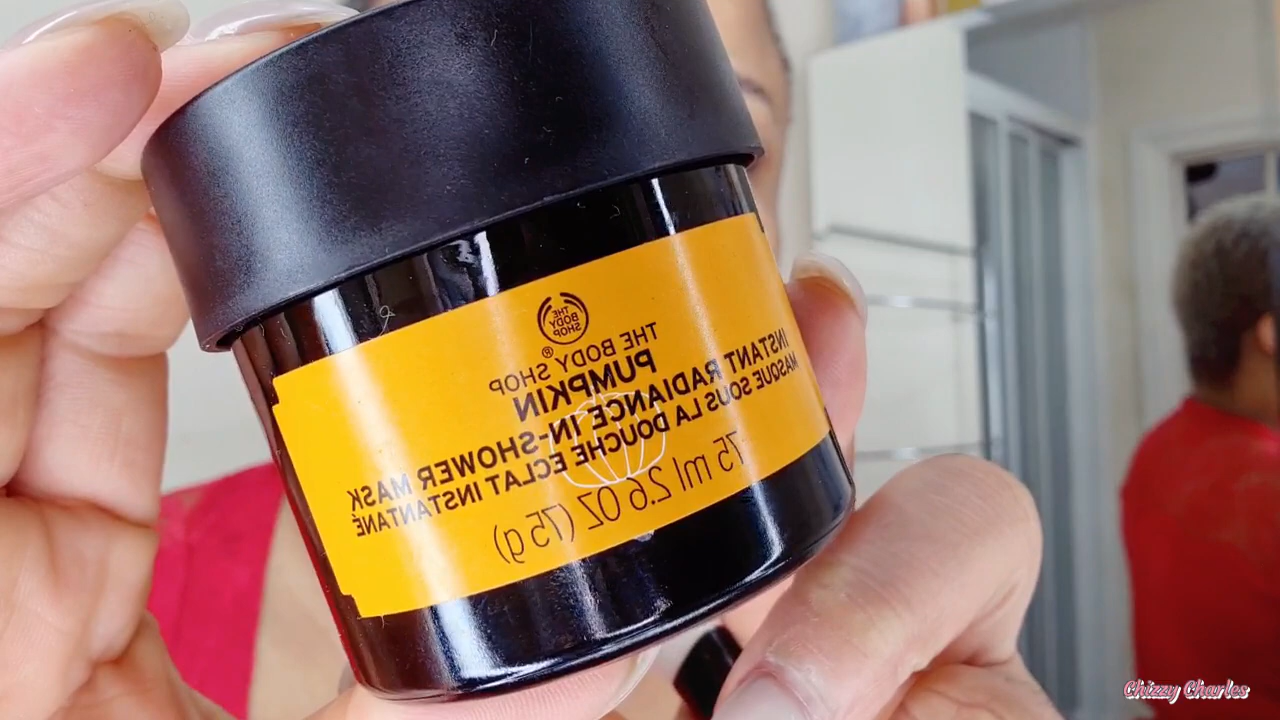 THE
BODY
SHOP
THE BODY SHOP®
PUMPKIN
INSTANT RADIANCE IN-SHOWER MASK
MASQUE SOUS LA DOUCHE ECLAT INSTANTANÉ
75 ml 2.6 OZ (75g)
Chizzy Charles